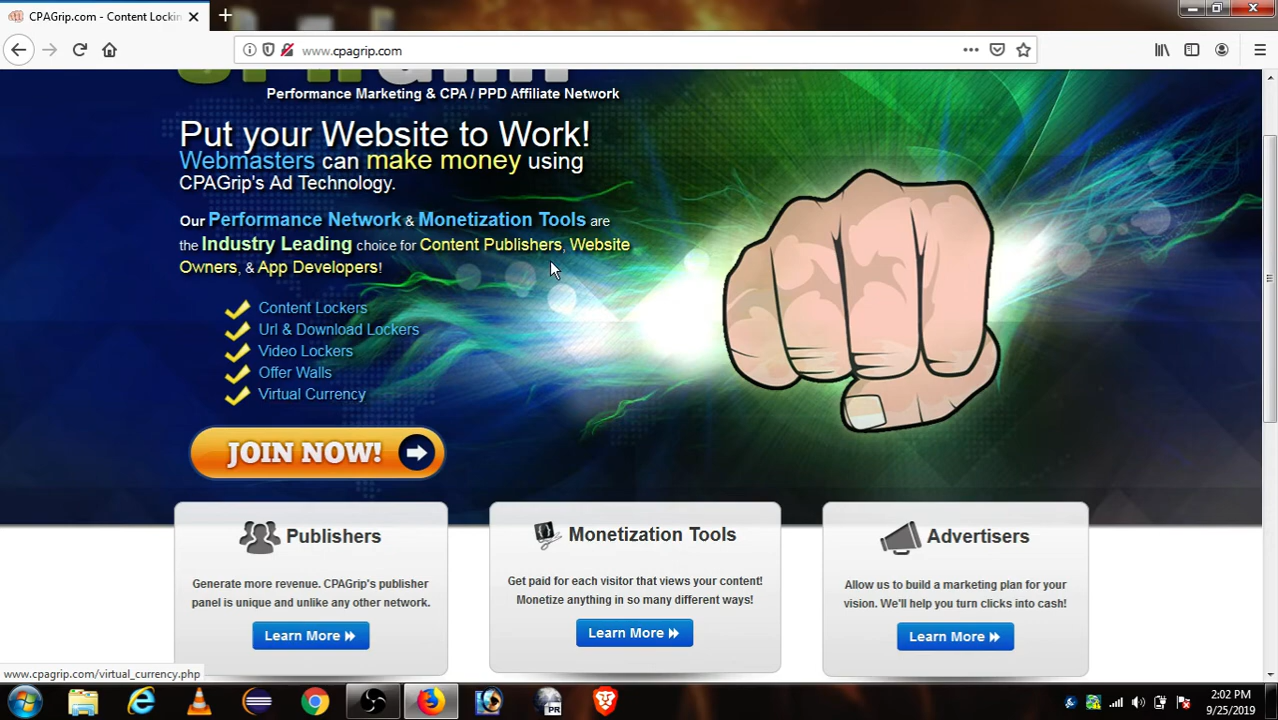 CPAGrip.com - Content Lockin
www.cpagrip.com
Performance Marketing & CPA / PPD Affiliate Network
Put your Website to Work!
Webmasters can make money using
CPAGrip's Ad Technology.
Our Performance Network & Monetization Tools are
the Industry Leading choice for Content Publishers, Website
Owners, & App Developers!
Content Lockers
Url & Download Lockers
Video Lockers
Offer Walls
Virtual Currency
JOIN NOW!
Publishers
Generate more revenue. CPAGrip's publisher
panel is unique and unlike any other network.
Learn More
Monetization Tools
Get paid for each visitor that views your content!
Monetize anything in so many different ways!
Learn More
Advertisers
Allow us to build a marketing plan for your
vision. We'll help you turn clicks into cash!
Learn More
www.cpagrip.com/virtual_currency.php
PR
2:02 PM
9/25/2019